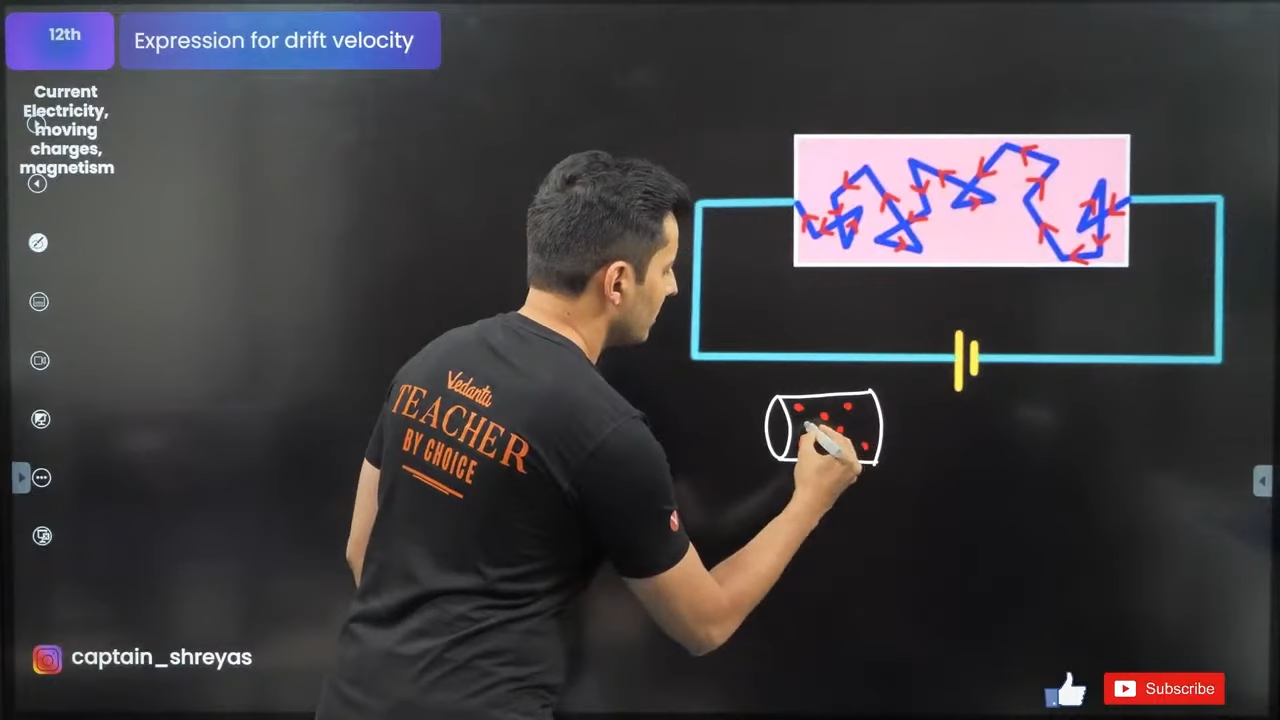 12th
Expression for drift velocity
Current
Electricity,
moving
charges,
magnetism
Vedantu
TEACHER
BY CHOICE
captain_shreyas
Subscribe